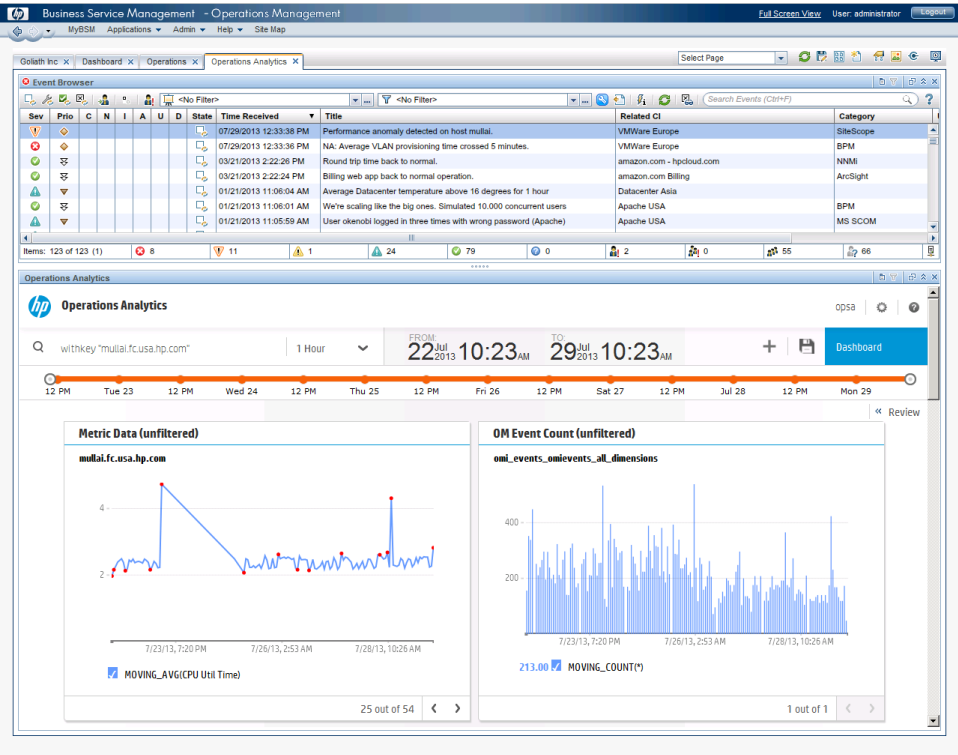 hp Business Service Management - Operations Management Full Screen View User: administrator Logout
MyBSM Applications Admin Help Site Map
Goliath Inc Dashboard Operations Operations Analytics Select Page
Event Browser
<No Filter> ... <No Filter> ... Search Events (Ctrl+F)
Sev Prio C N I A U D State Time Received Title Related CI Category
07/29/2013 12:33:38 PM Performance anomaly detected on host mullai. VMWare Europe SiteScope
07/29/2013 12:33:36 PM NA: Average VLAN provisioning time crossed 5 minutes. VMWare Europe BPM
03/21/2013 2:22:26 PM Round trip time back to normal. amazon.com - hpcloud.com NNMi
03/21/2013 2:22:24 PM Billing web app back to normal operation. amazon.com Billing ArcSight
01/21/2013 11:06:04 AM Average Datacenter temperature above 16 degrees for 1 hour Datacenter Asia
01/21/2013 11:06:01 AM We're scaling like the big ones. Simulated 10.000 concurrent users Apache USA BPM
01/21/2013 11:05:59 AM User okenobi logged in three times with wrong password (Apache) Apache USA MS SCOM
Items: 123 of 123 (1) 8 11 1 24 79 0 2 0 55 66
Operations Analytics
hp Operations Analytics opsa
withkey "mullai.fc.usa.hp.com" 1 Hour FROM: 22 Jul 2013 10:23 AM TO: 29 Jul 2013 10:23 AM Dashboard
12 PM Tue 23 12 PM Wed 24 12 PM Thu 25 12 PM Fri 26 12 PM Sat 27 12 PM Jul 28 12 PM Mon 29
« Review
Metric Data (unfiltered)
mullai.fc.usa.hp.com
4
2
7/23/13, 7:20 PM 7/26/13, 2:53 AM 7/28/13, 10:26 AM
MOVING_AVG(CPU Util Time)
25 out of 54
OM Event Count (unfiltered)
omi_events_omievents_all_dimensions
400
200
7/23/13, 7:20 PM 7/26/13, 2:53 AM 7/28/13, 10:26 AM
213.00 MOVING_COUNT(*)
1 out of 1